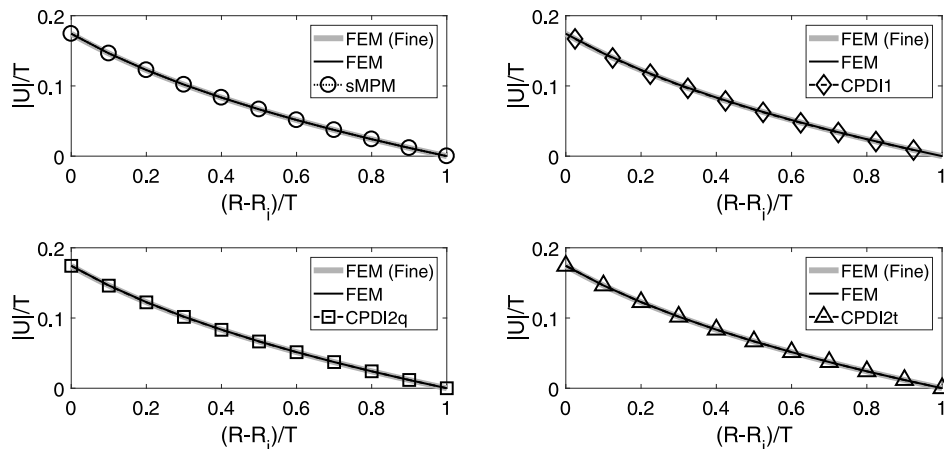 0.2
0.1
0
|U|/T
FEM (Fine)
FEM
sMPM
0 0.2 0.4 0.6 0.8 1
(R-Ri)/T
0.2
0.1
0
|U|/T
FEM (Fine)
FEM
CPDI1
0 0.2 0.4 0.6 0.8 1
(R-Ri)/T
0.2
0.1
0
|U|/T
FEM (Fine)
FEM
CPDI2q
0 0.2 0.4 0.6 0.8 1
(R-Ri)/T
0.2
0.1
0
|U|/T
FEM (Fine)
FEM
CPDI2t
0 0.2 0.4 0.6 0.8 1
(R-Ri)/T